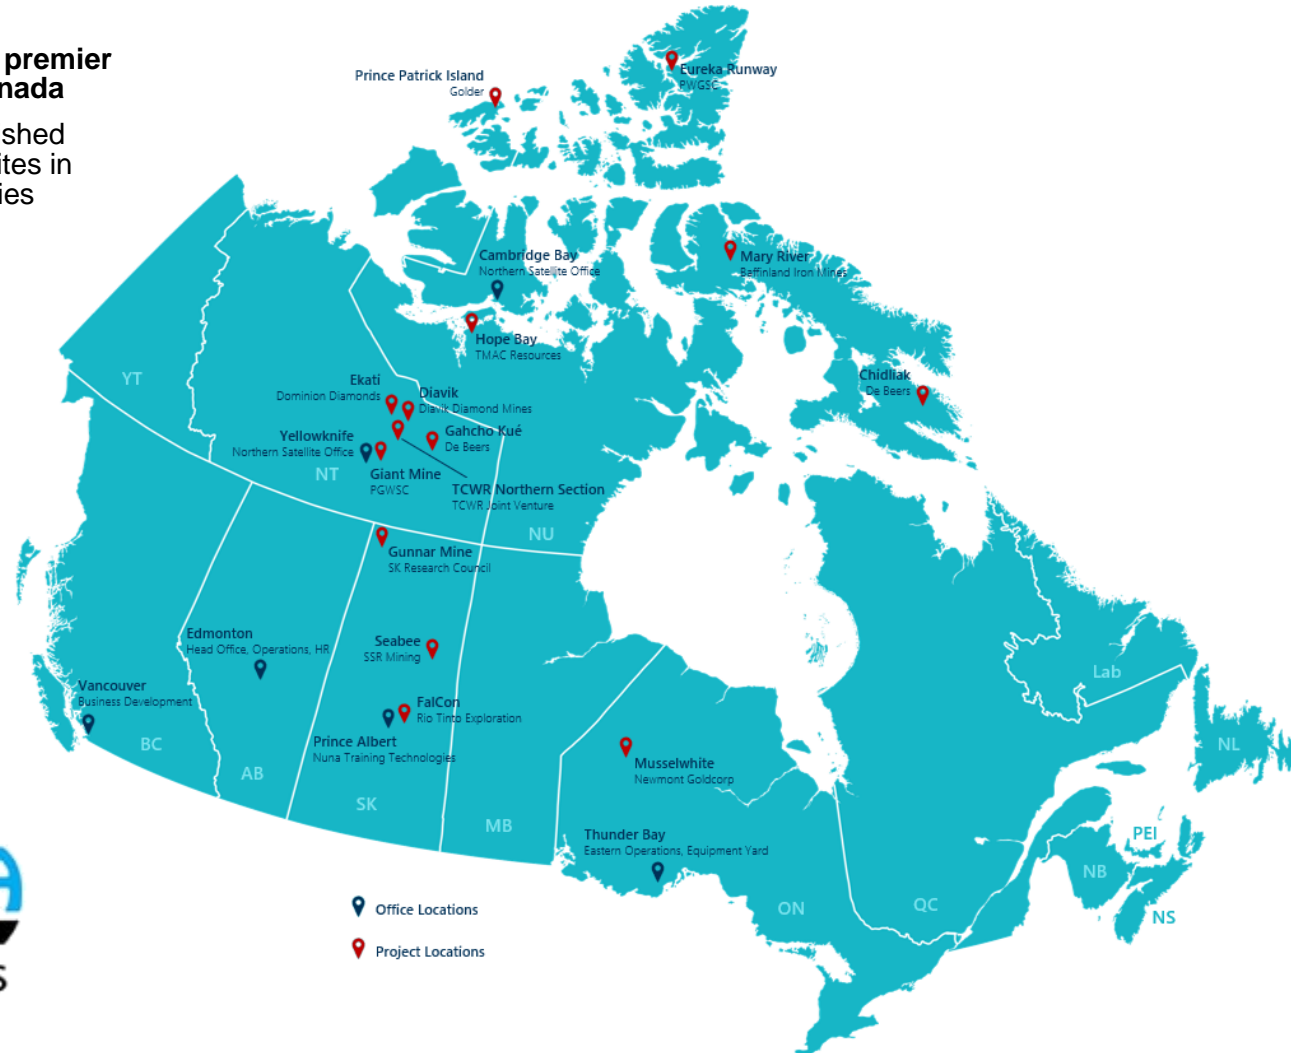 premier
nada
shed
ites in
ies
Prince Patrick Island
Golder
Eureka Runway
PWGSC
Cambridge Bay
Northern Satellite Office
Mary River
Baffinland Iron Mines
Hope Bay
TMAC Resources
YT
Ekati
Dominion Diamonds
Diavik
Diavik Diamond Mines
Chidliak
De Beers
Yellowknife
Northern Satellite Office
Gahcho Kué
De Beers
NT
Giant Mine
PGWSC
TCWR Northern Section
TCWR Joint Venture
NU
Gunnar Mine
SK Research Council
Edmonton
Head Office, Operations, HR
Seabee
SSR Mining
Lab
Vancouver
Business Development
FalCon
Rio Tinto Exploration
Prince Albert
Nuna Training Technologies
BC
AB
SK
MB
Musselwhite
Newmont Goldcorp
NL
Thunder Bay
Eastern Operations, Equipment Yard
PEI
NB
NS
ON
QC
A
S
Office Locations
Project Locations